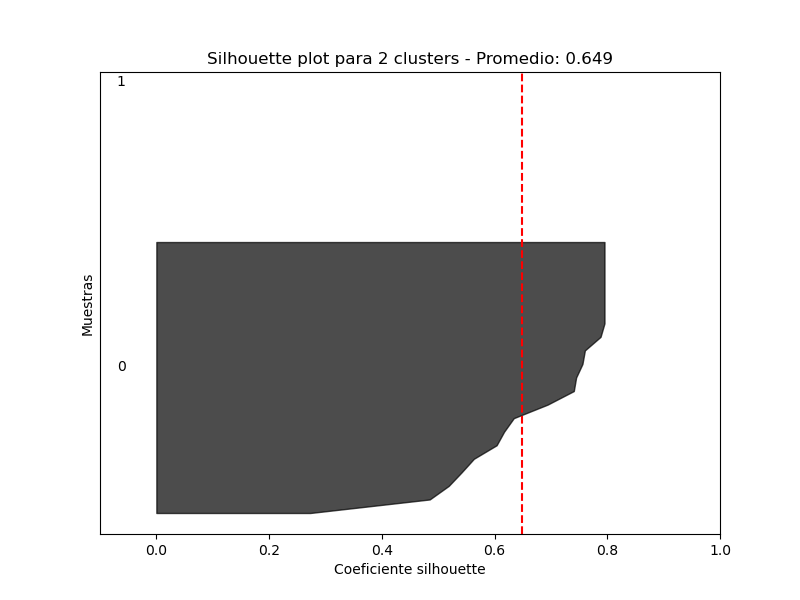 Silhouette plot para 2 clusters - Promedio: 0.649
1
Muestras
0
0.0 0.2 0.4 0.6 0.8 1.0
Coeficiente silhouette